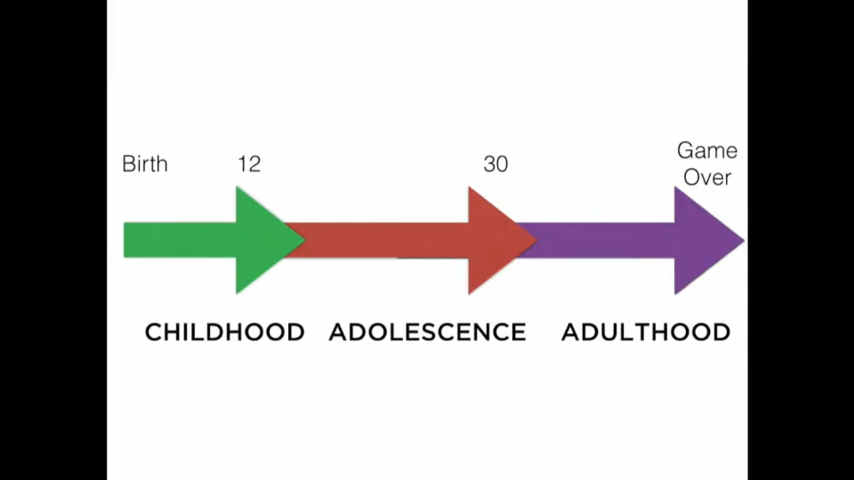 Birth
12
30
Game
Over
CHILDHOOD
ADOLESCENCE
ADULTHOOD